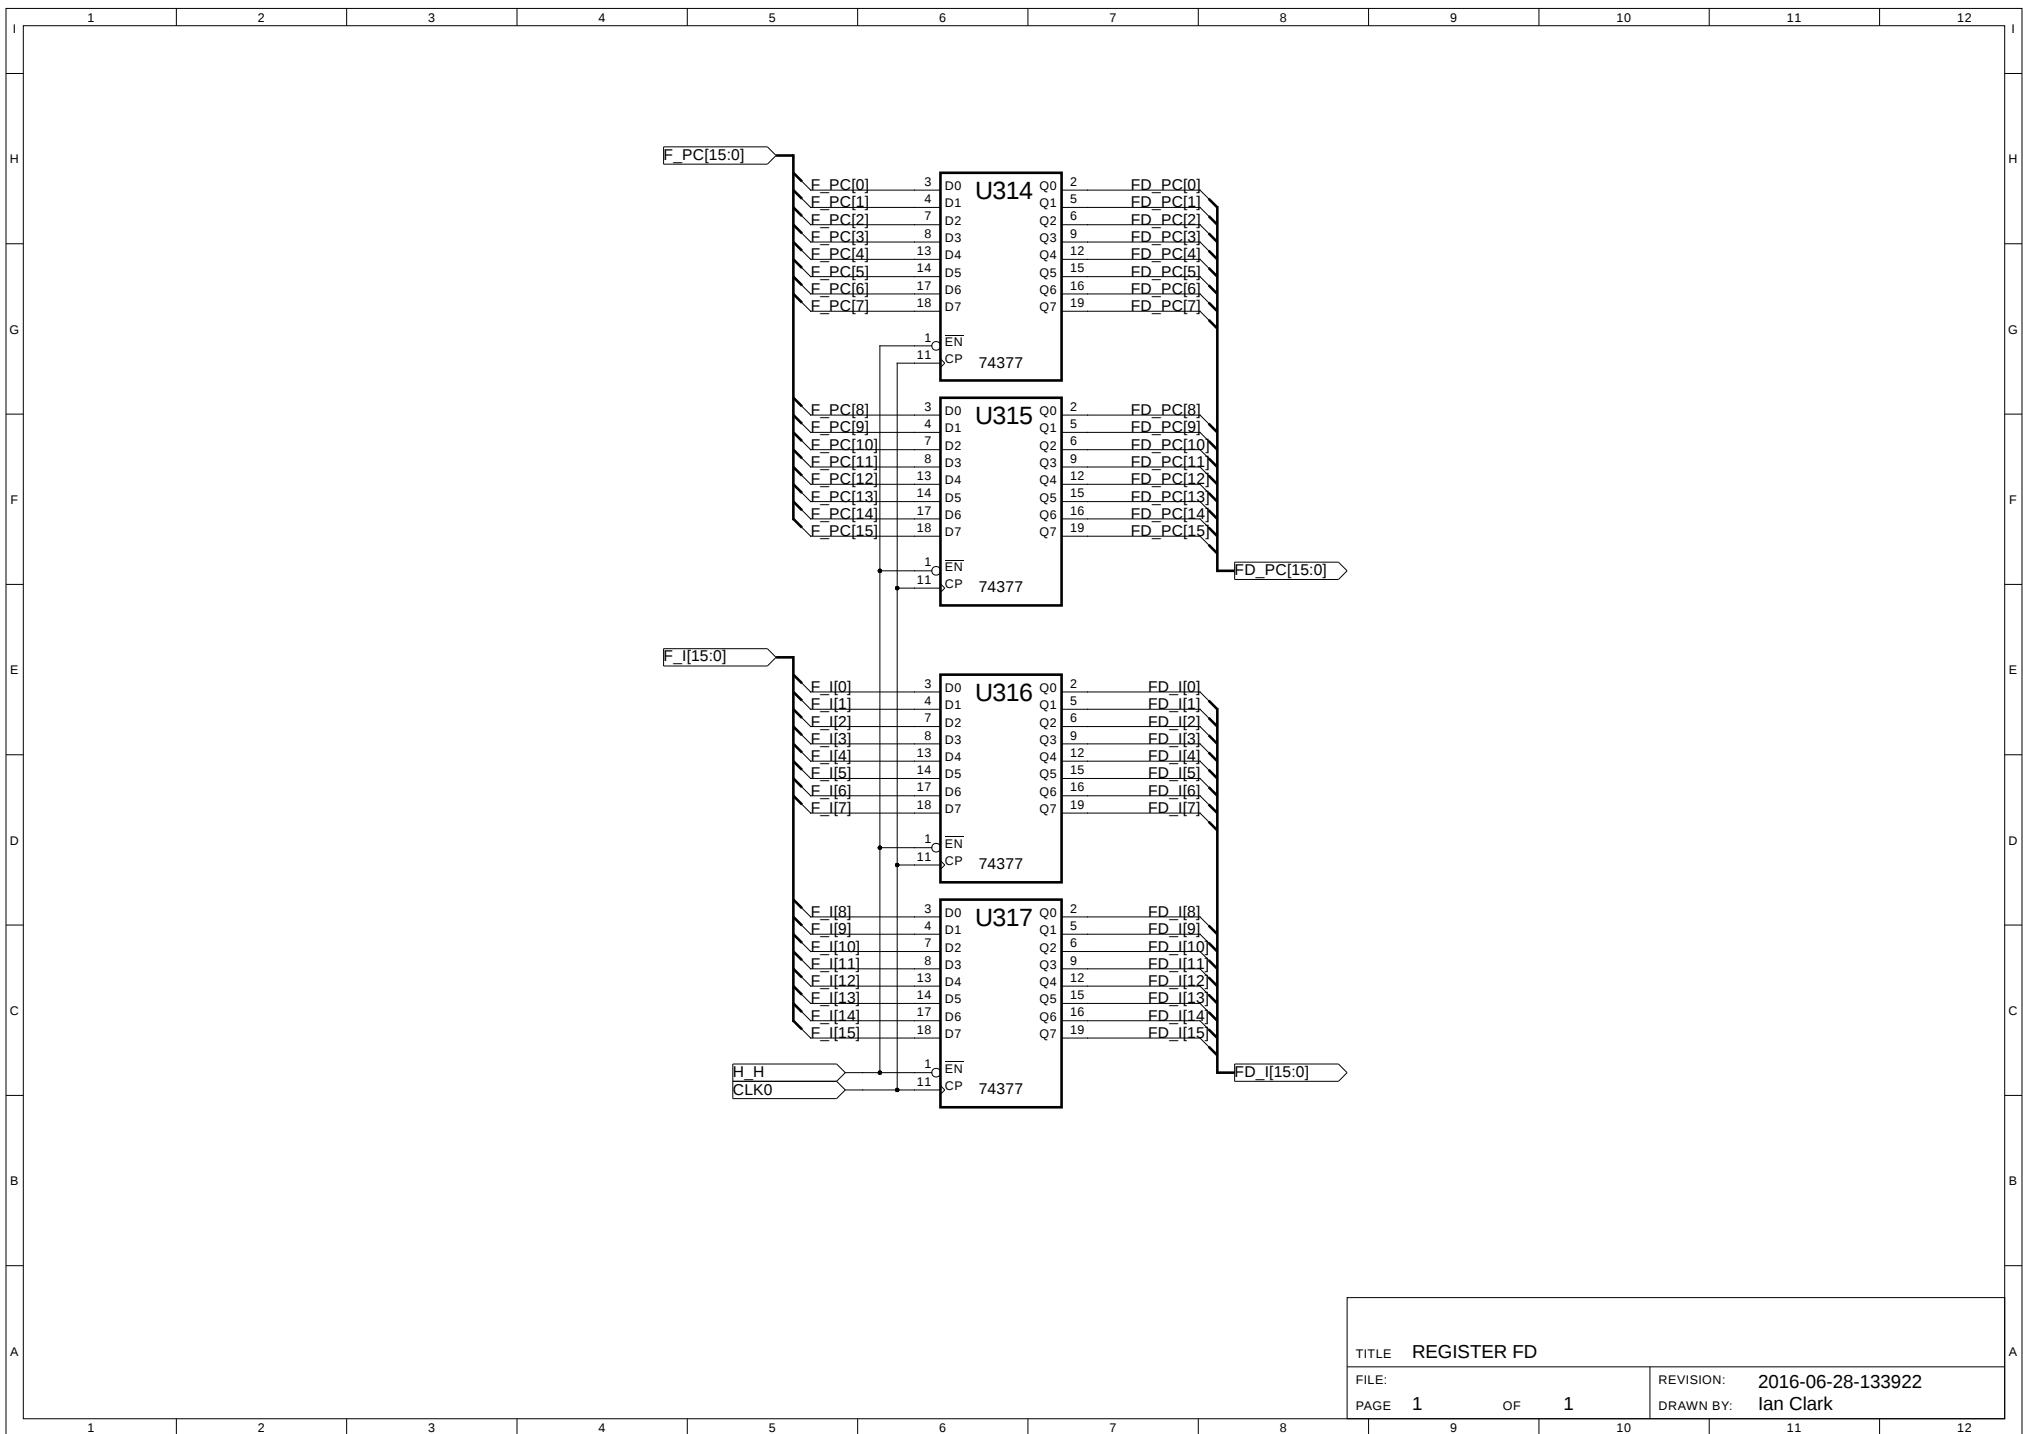 1 2 3 4 5 6 7 8 9 10 11 12
I I
H H
G G
F F
E E
D D
C C
B B
A A
F_PC[15:0]
U314
F_PC[0] 3 D0 Q0 2 FD_PC[0]
F_PC[1] 4 D1 Q1 5 FD_PC[1]
F_PC[2] 7 D2 Q2 6 FD_PC[2]
F_PC[3] 8 D3 Q3 9 FD_PC[3]
F_PC[4] 13 D4 Q4 12 FD_PC[4]
F_PC[5] 14 D5 Q5 15 FD_PC[5]
F_PC[6] 17 D6 Q6 16 FD_PC[6]
F_PC[7] 18 D7 Q7 19 FD_PC[7]
1 EN
11 CP 74377
U315
F_PC[8] 3 D0 Q0 2 FD_PC[8]
F_PC[9] 4 D1 Q1 5 FD_PC[9]
F_PC[10] 7 D2 Q2 6 FD_PC[10]
F_PC[11] 8 D3 Q3 9 FD_PC[11]
F_PC[12] 13 D4 Q4 12 FD_PC[12]
F_PC[13] 14 D5 Q5 15 FD_PC[13]
F_PC[14] 17 D6 Q6 16 FD_PC[14]
F_PC[15] 18 D7 Q7 19 FD_PC[15]
1 EN
FD_PC[15:0]
11 CP 74377
F_I[15:0]
U316
F_I[0] 3 D0 Q0 2 FD_I[0]
F_I[1] 4 D1 Q1 5 FD_I[1]
F_I[2] 7 D2 Q2 6 FD_I[2]
F_I[3] 8 D3 Q3 9 FD_I[3]
F_I[4] 13 D4 Q4 12 FD_I[4]
F_I[5] 14 D5 Q5 15 FD_I[5]
F_I[6] 17 D6 Q6 16 FD_I[6]
F_I[7] 18 D7 Q7 19 FD_I[7]
1 EN
11 CP 74377
U317
F_I[8] 3 D0 Q0 2 FD_I[8]
F_I[9] 4 D1 Q1 5 FD_I[9]
F_I[10] 7 D2 Q2 6 FD_I[10]
F_I[11] 8 D3 Q3 9 FD_I[11]
F_I[12] 13 D4 Q4 12 FD_I[12]
F_I[13] 14 D5 Q5 15 FD_I[13]
F_I[14] 17 D6 Q6 16 FD_I[14]
F_I[15] 18 D7 Q7 19 FD_I[15]
H_H 1 EN FD_I[15:0]
CLK0 11 CP 74377
TITLE REGISTER FD
FILE: REVISION: 2016-06-28-133922
PAGE 1 OF 1 DRAWN BY: Ian Clark
1 2 3 4 5 6 7 8 9 10 11 12